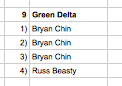 9 Green Delta
1) Bryan Chin
2) Bryan Chin
3) Bryan Chin
4) Russ Beasty